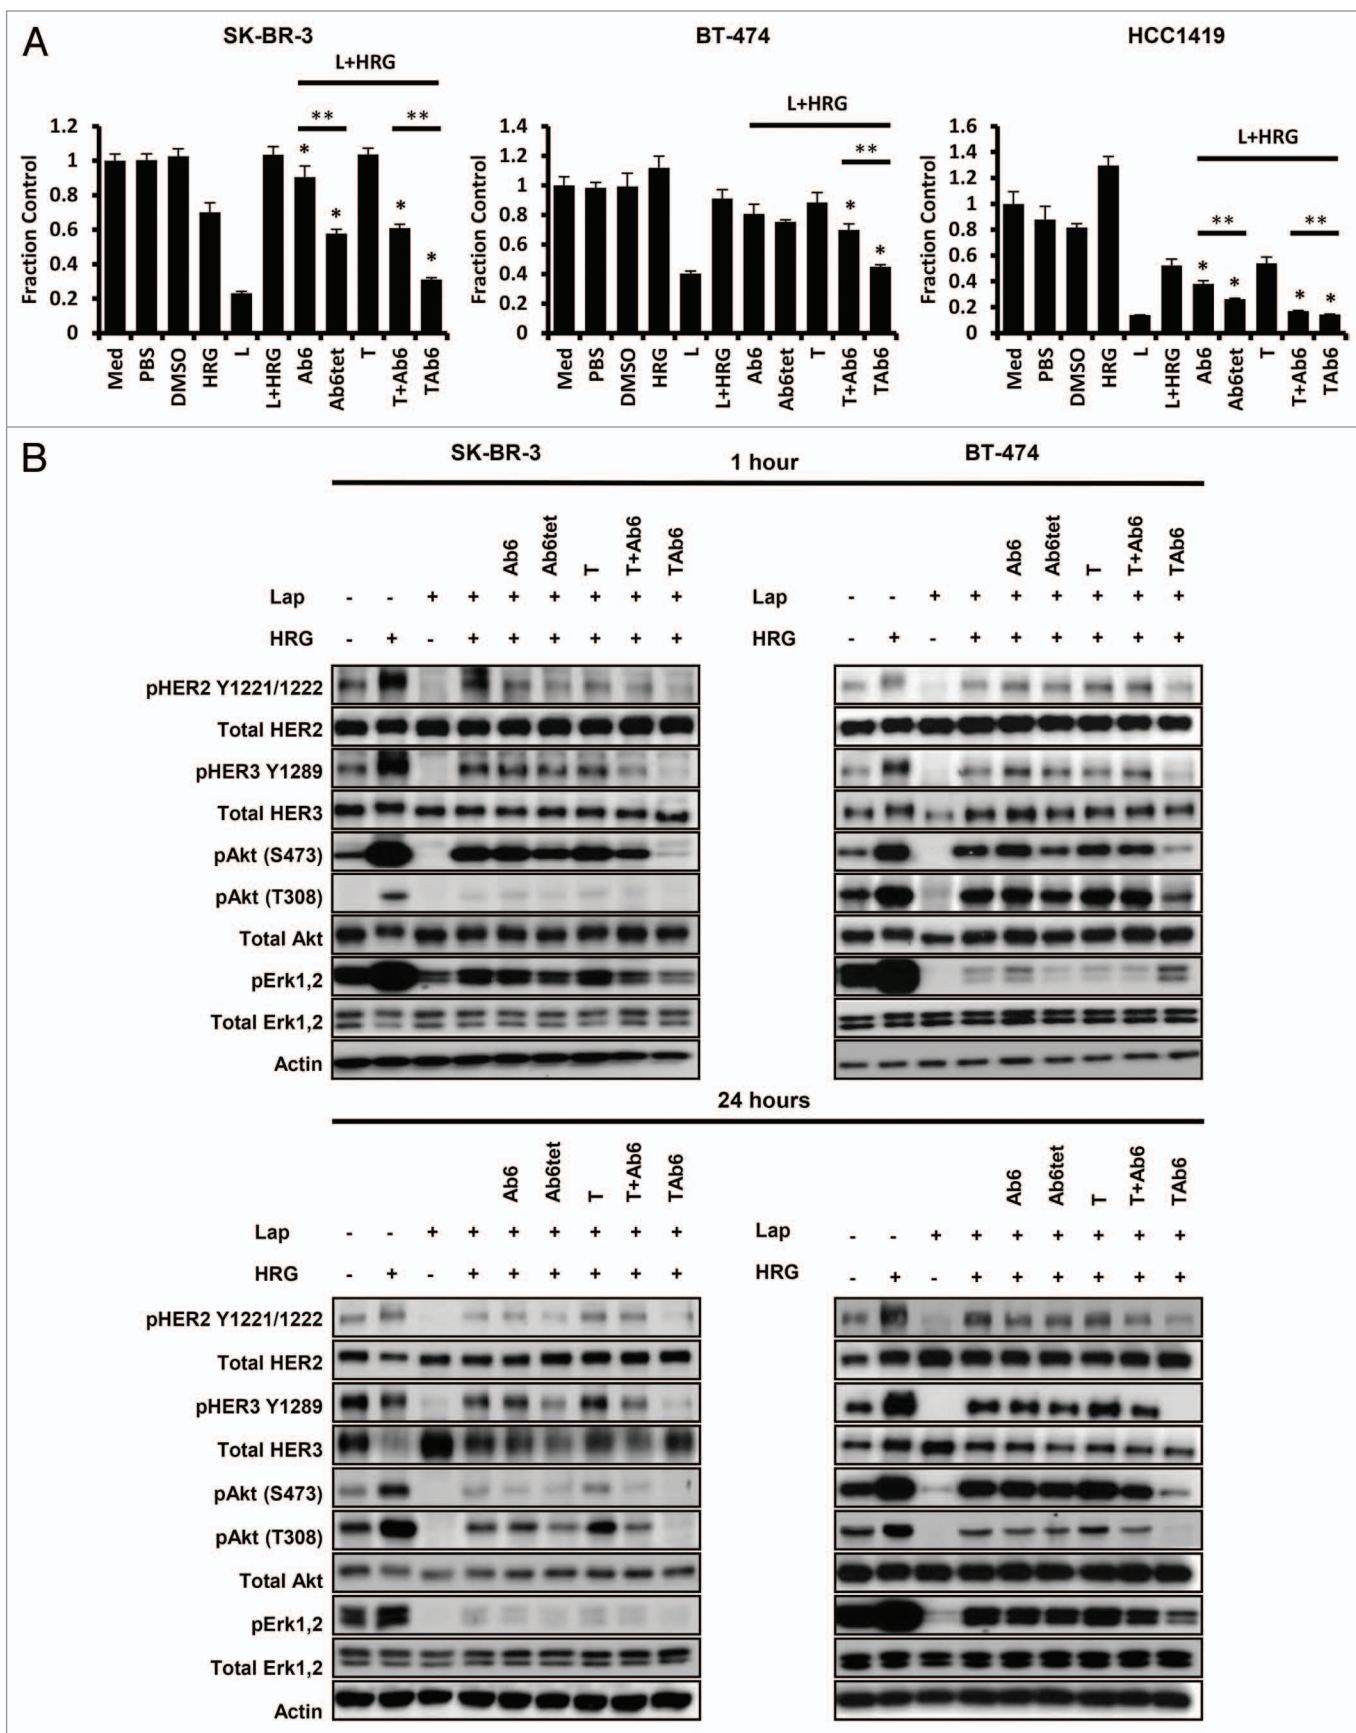 A
SK-BR-3
BT-474
HCC1419
L+HRG
** **
* * * *
Fraction Control
1.2
1
0.8
0.6
0.4
0.2
0
Med PBS DMSO HRG L L+HRG Ab6 Ab6tet T T+Ab6 TAb6
L+HRG
**
* *
Fraction Control
1.4
1.2
1
0.8
0.6
0.4
0.2
0
Med PBS DMSO HRG L L+HRG Ab6 Ab6tet T T+Ab6 TAb6
L+HRG
** **
* * * *
Fraction Control
1.6
1.4
1.2
1
0.8
0.6
0.4
0.2
0
Med PBS DMSO HRG L L+HRG Ab6 Ab6tet T T+Ab6 TAb6
B
SK-BR-3 1 hour BT-474
Ab6 Ab6tet T T+Ab6 TAb6 Ab6 Ab6tet T T+Ab6 TAb6
Lap - - + + + + + + + Lap - - + + + + + + +
HRG - + - + + + + + + HRG - + - + + + + + +
pHER2 Y1221/1222
Total HER2
pHER3 Y1289
Total HER3
pAkt (S473)
pAkt (T308)
Total Akt
pErk1,2
Total Erk1,2
Actin
24 hours
Ab6 Ab6tet T T+Ab6 TAb6 Ab6 Ab6tet T T+Ab6 TAb6
Lap - - + + + + + + + Lap - - + + + + + + +
HRG - + - + + + + + + HRG - + - + + + + + +
pHER2 Y1221/1222
Total HER2
pHER3 Y1289
Total HER3
pAkt (S473)
pAkt (T308)
Total Akt
pErk1,2
Total Erk1,2
Actin